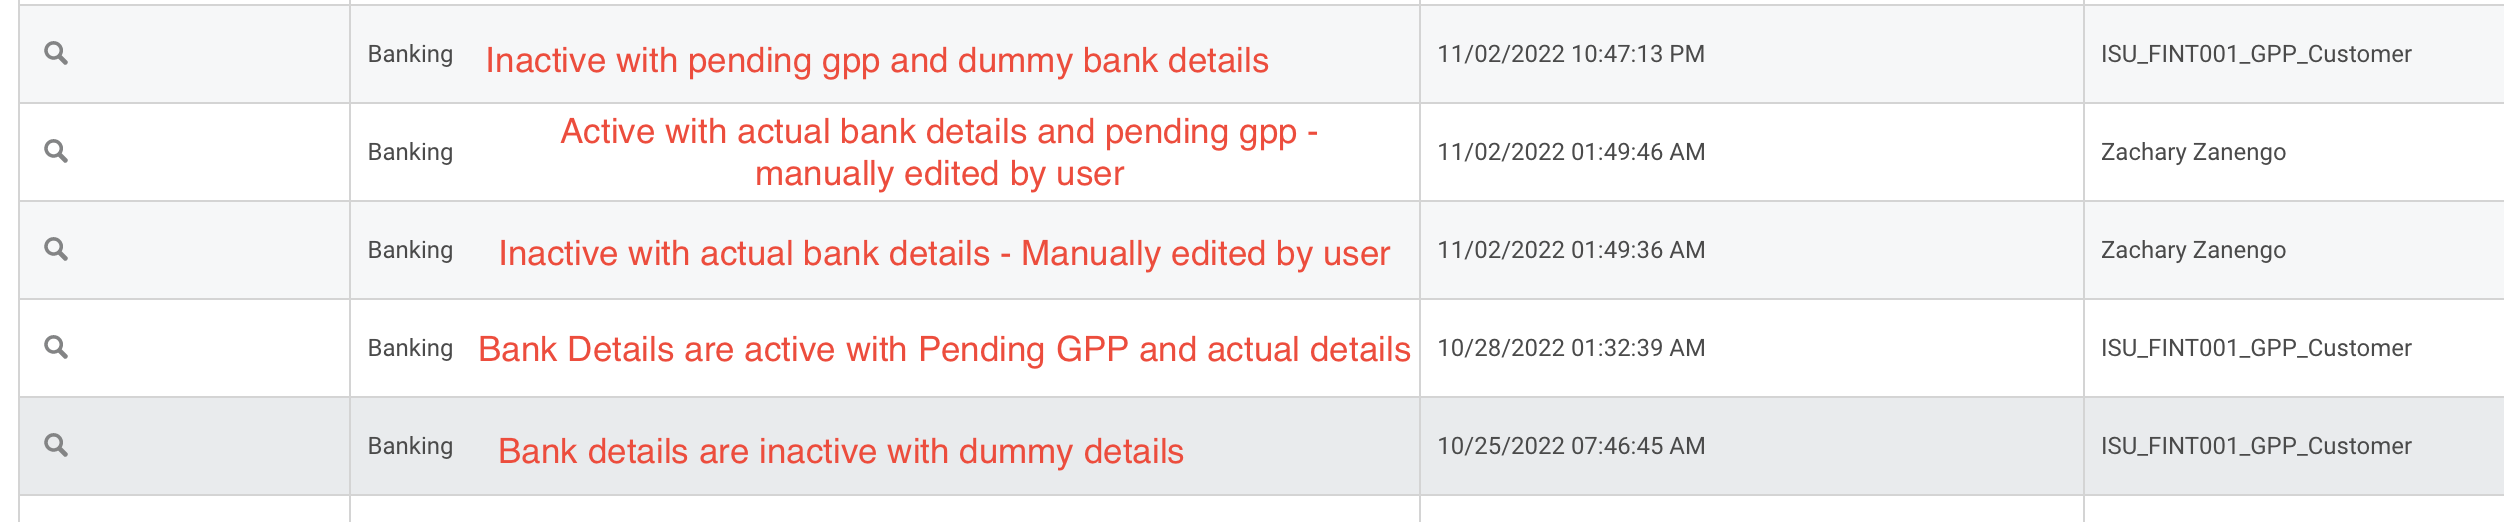 Banking Inactive with pending gpp and dummy bank details 11/02/2022 10:47:13 PM ISU_FINT001_GPP_Customer
Active with actual bank details and pending gpp -
Banking 11/02/2022 01:49:46 AM Zachary Zanengo
manually edited by user
Banking Inactive with actual bank details - Manually edited by user 11/02/2022 01:49:36 AM Zachary Zanengo
Banking Bank Details are active with Pending GPP and actual details 10/28/2022 01:32:39 AM ISU_FINT001_GPP_Customer
Banking Bank details are inactive with dummy details 10/25/2022 07:46:45 AM ISU_FINT001_GPP_Customer